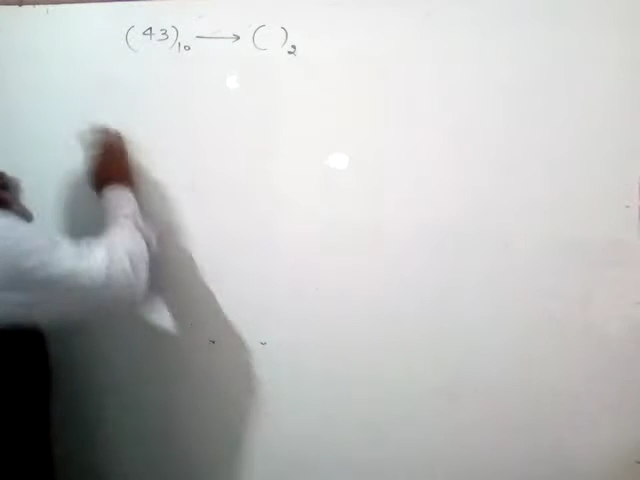 (43)₁₀ ⟶ ( )₂